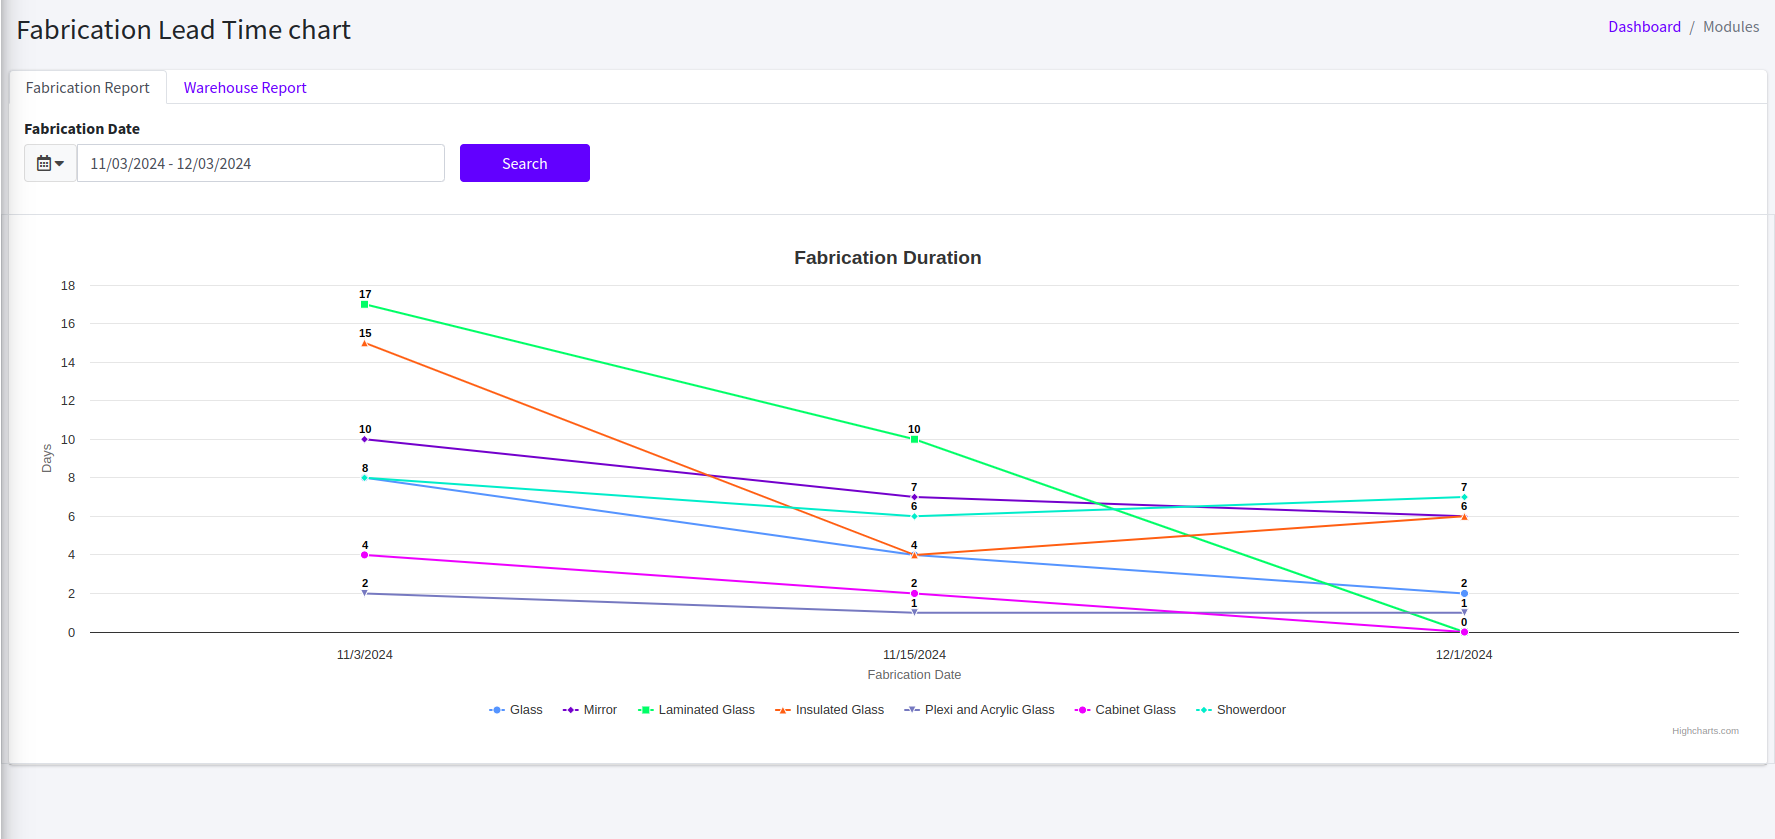 Fabrication Lead Time chart
Dashboard / Modules
Fabrication Report
Warehouse Report
Fabrication Date
11/03/2024 - 12/03/2024
Search
Fabrication Duration
18
16
14
12
10
8
6
4
2
0
Days
17
15
10
8
4
2
10
7
6
4
2
1
7
6
2
1
0
11/3/2024
11/15/2024
12/1/2024
Fabrication Date
Glass
Mirror
Laminated Glass
Insulated Glass
Plexi and Acrylic Glass
Cabinet Glass
Showerdoor
Highcharts.com